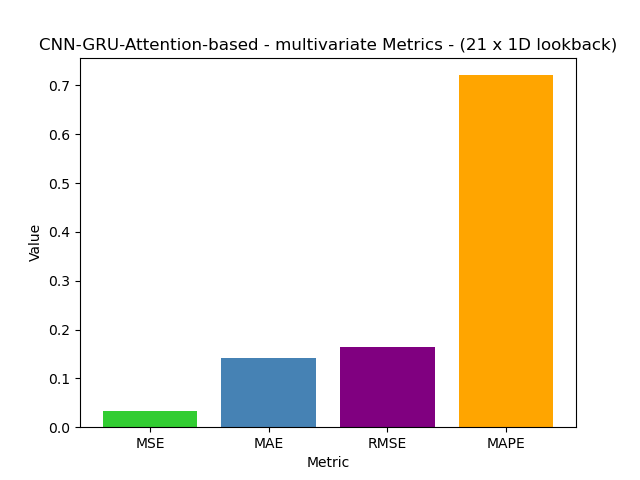 CNN-GRU-Attention-based - multivariate Metrics - (21 x 1D lookback)
0.7
0.6
0.5
0.4
0.3
0.2
0.1
0.0
Value
MSE MAE RMSE MAPE
Metric